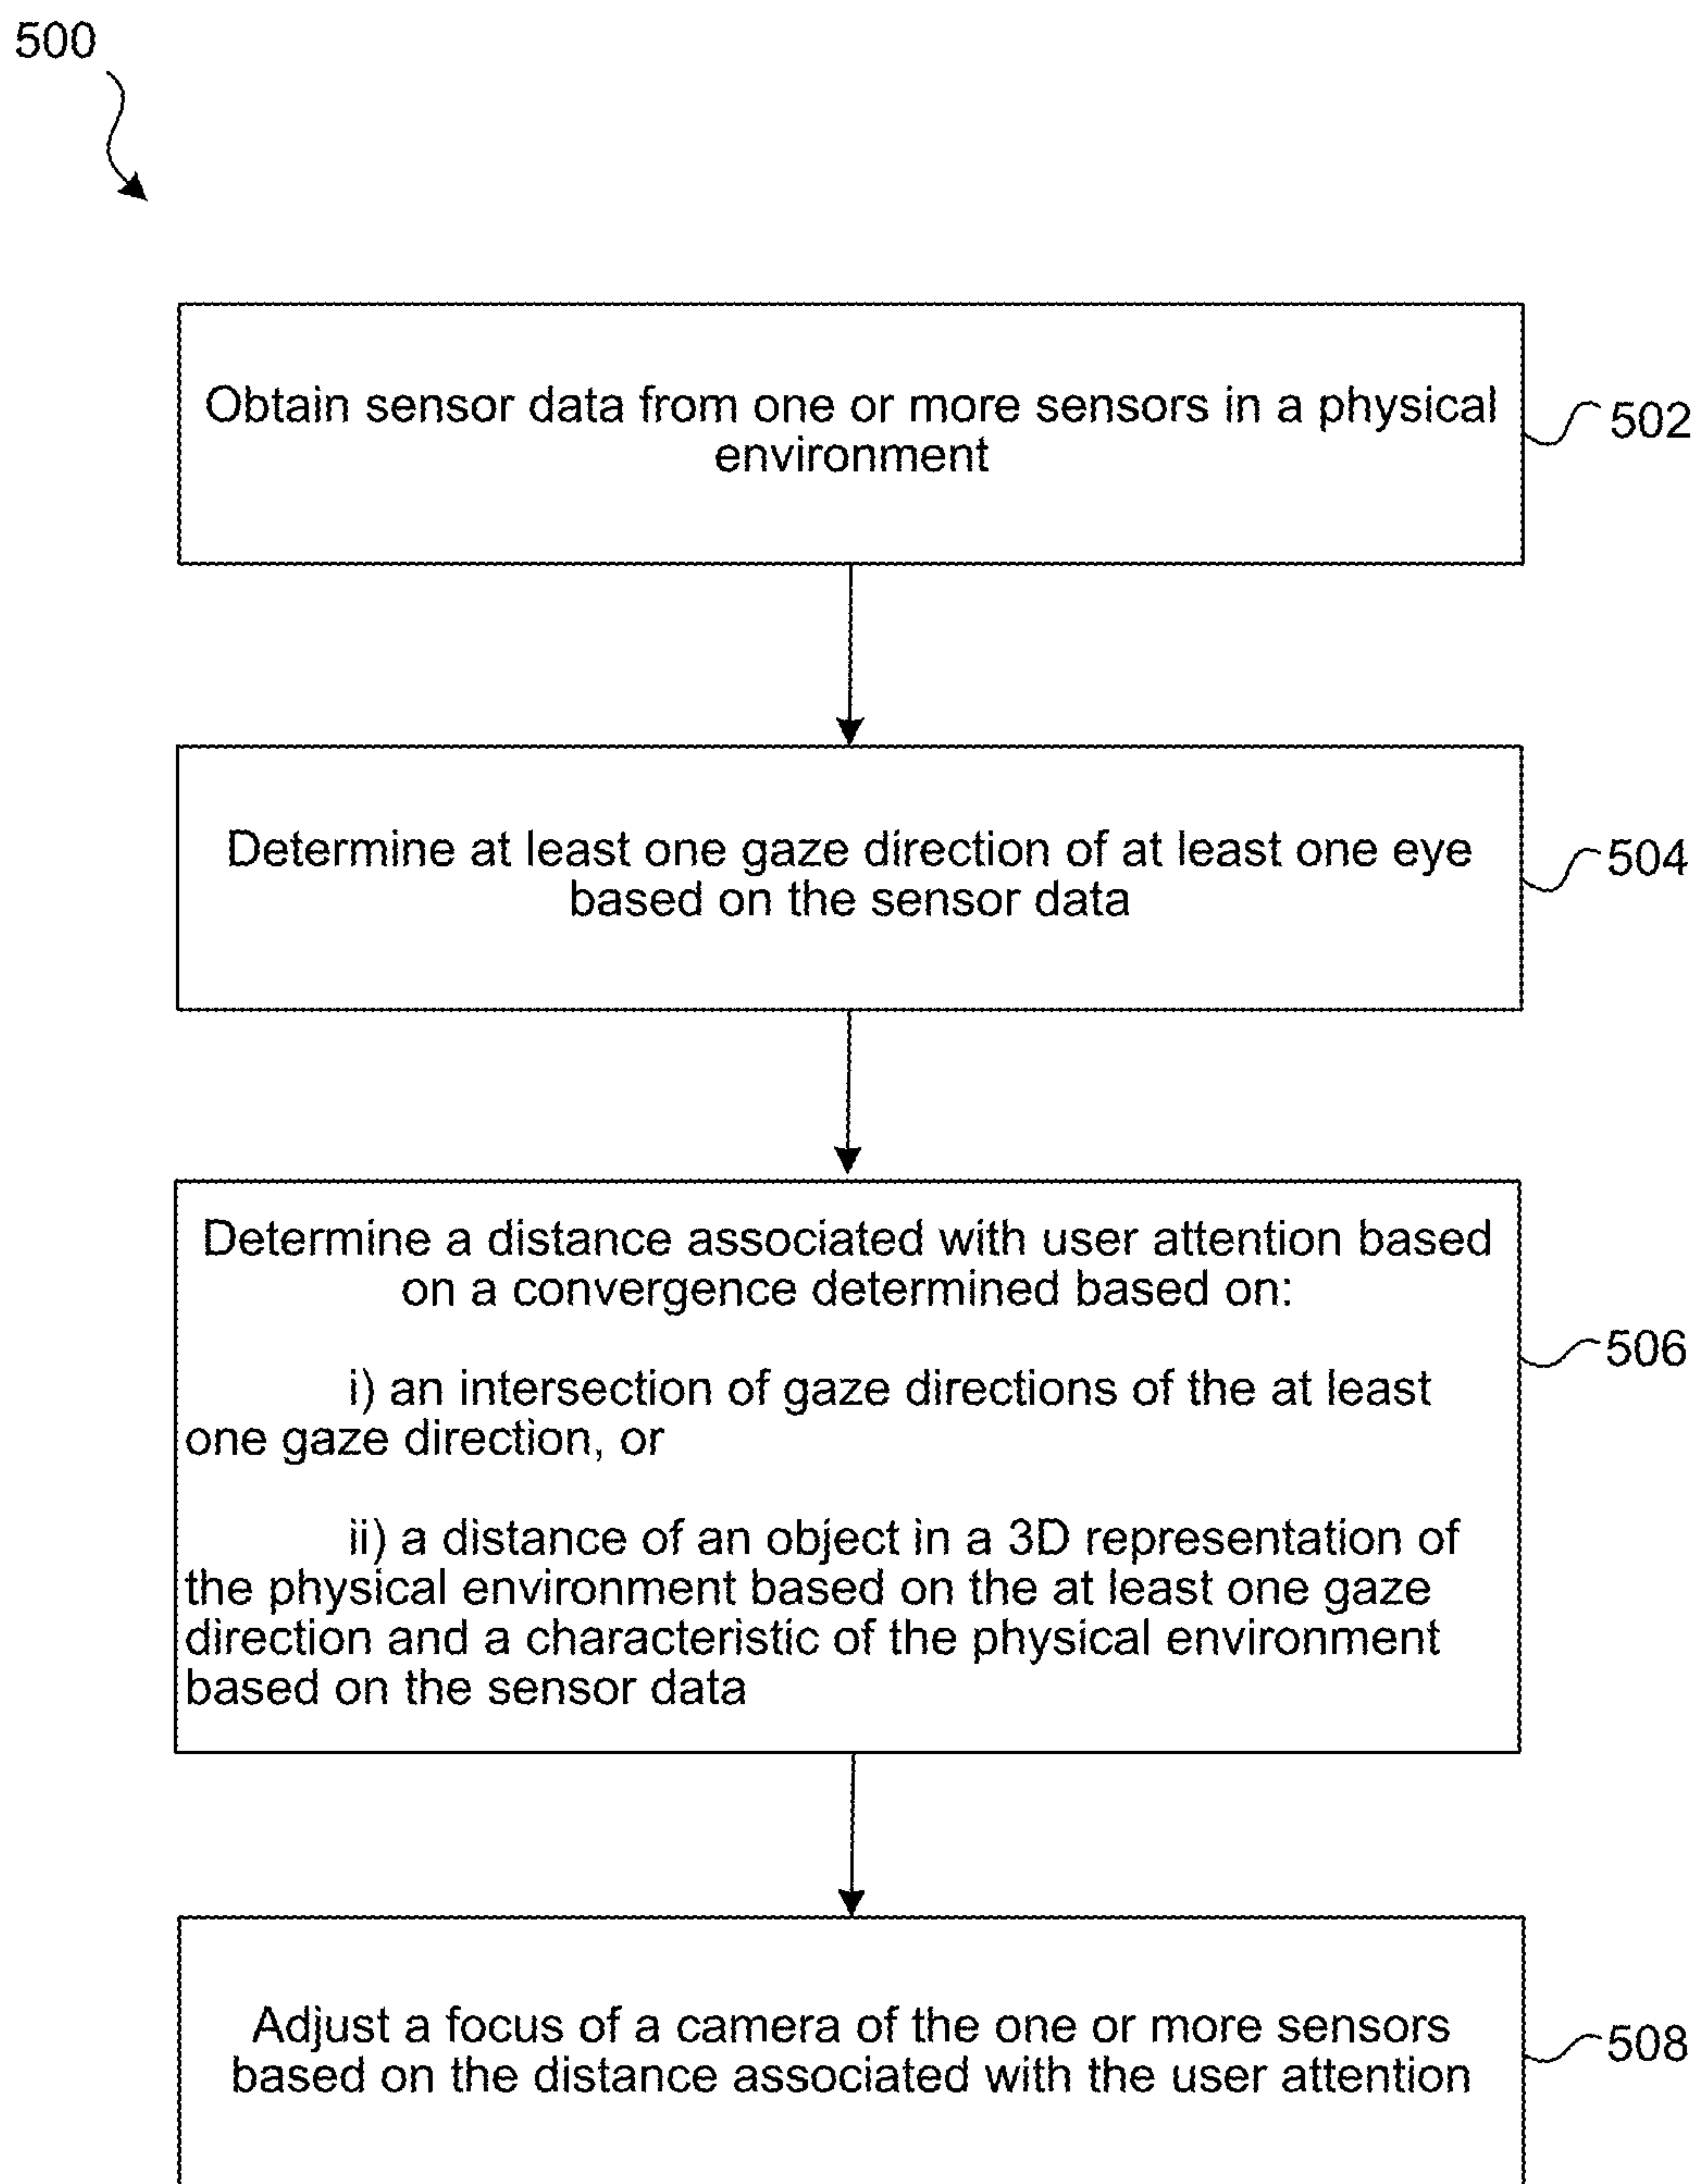 500
Obtain sensor data from one or more sensors in a physical
environment
502
Determine at least one gaze direction of at least one eye
based on the sensor data
504
Determine a distance associated with user attention based
on a convergence determined based on:
i) an intersection of gaze directions of the at least
one gaze direction, or
ii) a distance of an object in a 3D representation of
the physical environment based on the at least one gaze
direction and a characteristic of the physical environment
based on the sensor data
506
Adjust a focus of a camera of the one or more sensors
based on the distance associated with the user attention
508